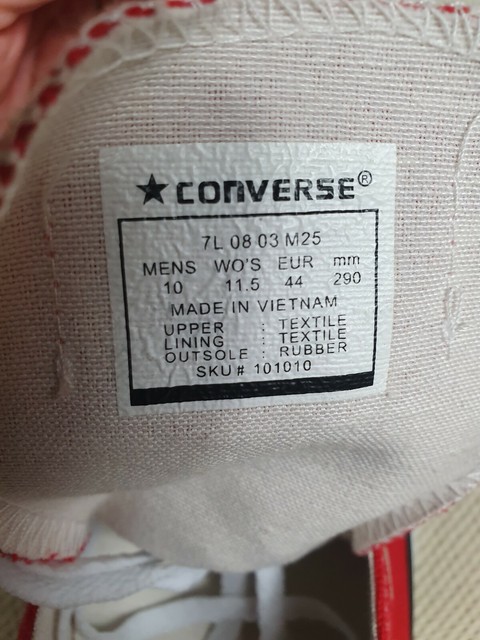 ★CONVERSE®
7L 08 03 M25
MENS WO'S EUR mm
10 11.5 44 290
MADE IN VIETNAM
UPPER : TEXTILE
LINING : TEXTILE
OUTSOLE : RUBBER
SKU# 101010